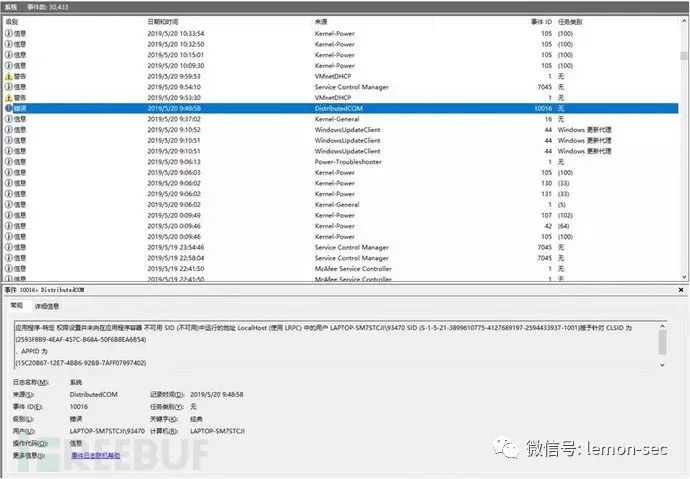 系统 事件数: 30,433
级别 日期和时间 来源 事件 ID 任务类别
信息 2019/5/20 10:33:54 Kernel-Power 105 (100)
信息 2019/5/20 10:32:50 Kernel-Power 105 (100)
信息 2019/5/20 10:15:01 Kernel-Power 105 (100)
信息 2019/5/20 10:09:30 Kernel-Power 105 (100)
警告 2019/5/20 9:59:53 VMnetDHCP 1 无
信息 2019/5/20 9:54:10 Service Control Manager 7045 无
警告 2019/5/20 9:53:30 VMnetDHCP 1 无
错误 2019/5/20 9:48:58 DistributedCOM 10016 无
信息 2019/5/20 9:37:02 Kernel-General 16 无
信息 2019/5/20 9:10:52 WindowsUpdateClient 44 Windows 更新代理
信息 2019/5/20 9:10:51 WindowsUpdateClient 44 Windows 更新代理
信息 2019/5/20 9:10:51 WindowsUpdateClient 44 Windows 更新代理
信息 2019/5/20 9:06:13 Power-Troubleshooter 1 无
信息 2019/5/20 9:06:03 Kernel-Power 105 (100)
信息 2019/5/20 9:06:02 Kernel-Power 130 (33)
信息 2019/5/20 9:06:02 Kernel-Power 131 (33)
信息 2019/5/20 9:06:02 Kernel-General 1 (5)
信息 2019/5/20 0:09:49 Kernel-Power 107 (102)
信息 2019/5/20 0:09:46 Kernel-Power 42 (64)
信息 2019/5/20 0:09:46 Kernel-Power 105 (100)
信息 2019/5/19 23:54:46 Service Control Manager 7045 无
信息 2019/5/19 22:58:04 Service Control Manager 7045 无
信息 2019/5/19 22:41:50 McAfee Service Controller 1 无
信息 2019/5/19 22:41:50 McAfee Service Controller 1 无
事件 10016, DistributedCOM
常规 详细信息
应用程序-特定 权限设置并未向在应用程序容器 不可用 SID (不可用)中运行的地址 LocalHost (使用 LRPC) 中的用户 LAPTOP-SM7STCJI\93470 SID (S-1-5-21-3899610775-4127689197-2594433937-1001)授予针对 CLSID 为
{2593F8B9-4EAF-457C-B68A-50F6B8EA6B54}
、APPID 为
{15C20B67-12E7-4BB6-92BB-7AFF07997402}
日志名称(M): 系统
来源(S): DistributedCOM 记录时间(D): 2019/5/20 9:48:58
事件 ID(E): 10016 任务类别(Y): 无
级别(L): 错误 关键字(K): 经典
用户(U): LAPTOP-SM7STCJI\93470 计算机(R): LAPTOP-SM7STCJI
操作代码(O): 信息
更多信息(I): 事件日志联机帮助
REEBUF
微信号: lemon-sec